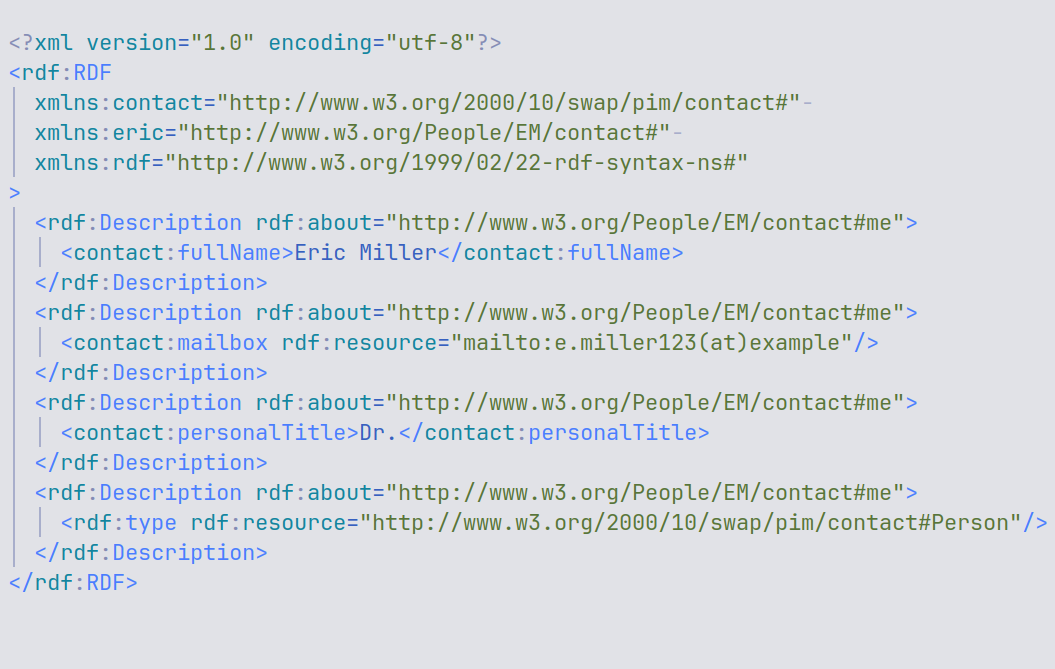 <?xml version="1.0" encoding="utf-8"?>
<rdf:RDF
xmlns:contact="http://www.w3.org/2000/10/swap/pim/contact#"-
xmlns:eric="http://www.w3.org/People/EM/contact#"-
xmlns:rdf="http://www.w3.org/1999/02/22-rdf-syntax-ns#"
>
<rdf:Description rdf:about="http://www.w3.org/People/EM/contact#me">
<contact:fullName>Eric Miller</contact:fullName>
</rdf:Description>
<rdf:Description rdf:about="http://www.w3.org/People/EM/contact#me">
<contact:mailbox rdf:resource="mailto:e.miller123(at)example"/>
</rdf:Description>
<rdf:Description rdf:about="http://www.w3.org/People/EM/contact#me">
<contact:personalTitle>Dr.</contact:personalTitle>
</rdf:Description>
<rdf:Description rdf:about="http://www.w3.org/People/EM/contact#me">
<rdf:type rdf:resource="http://www.w3.org/2000/10/swap/pim/contact#Person"/>
</rdf:Description>
</rdf:RDF>